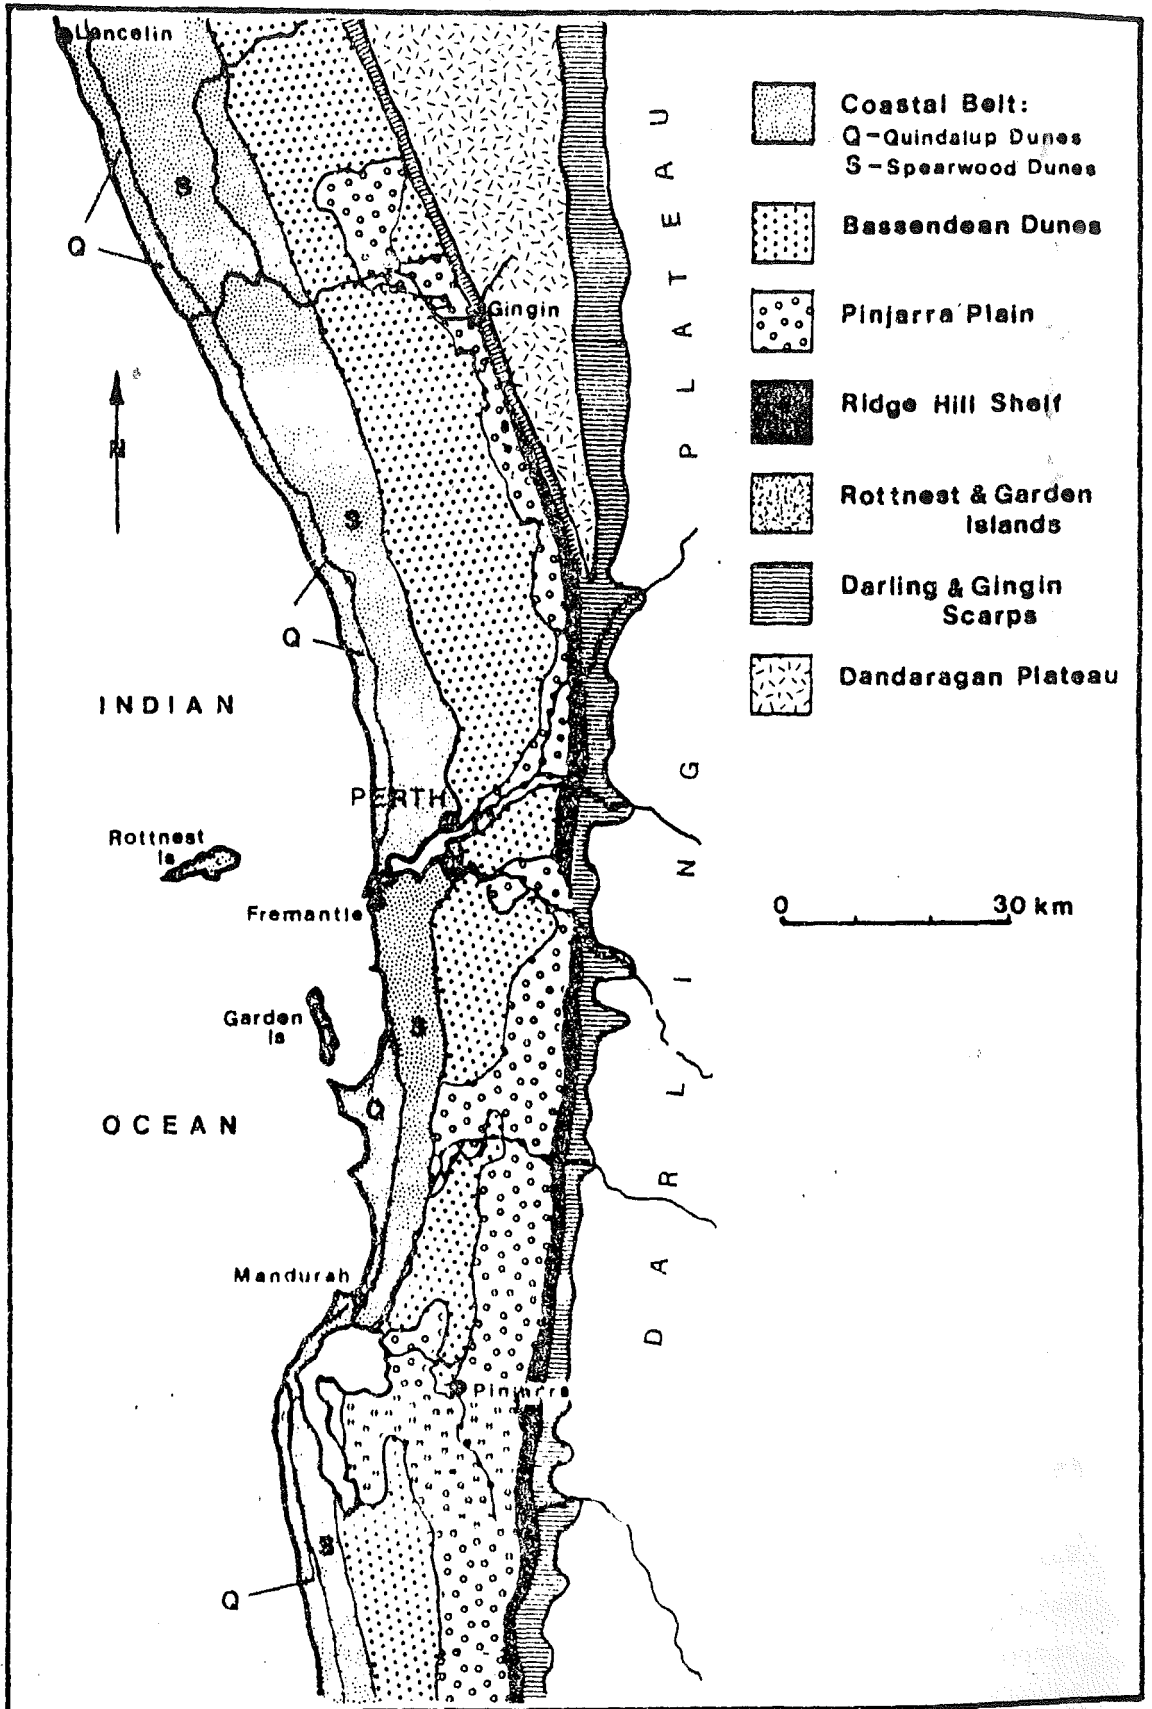 Lancelin
S
Q
Gingin
N
S
Q
INDIAN
PERTH
Rottnest
Is
Fremantle
Garden
Is
S
Q
OCEAN
Mandurah
Pinjarra
S
Q
DARLING PLATEAU
Coastal Belt:
Q-Quindalup Dunes
S-Spearwood Dunes
Bassendean Dunes
Pinjarra Plain
Ridge Hill Shelf
Rottnest & Garden
Islands
Darling & Gingin
Scarps
Dandaragan Plateau
0 30 km